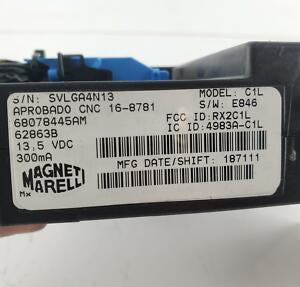 S/N: SVLGA4N13
MODEL: C1L
APROBADO CNC 16-8781
S/W: E846
68078445AM
FCC ID: RX2C1L
62863B
IC ID: 4983A-C1L
13,5 VDC
300mA
MFG DATE/SHIFT: 187111
MAGNETI
MARELLI
Mx